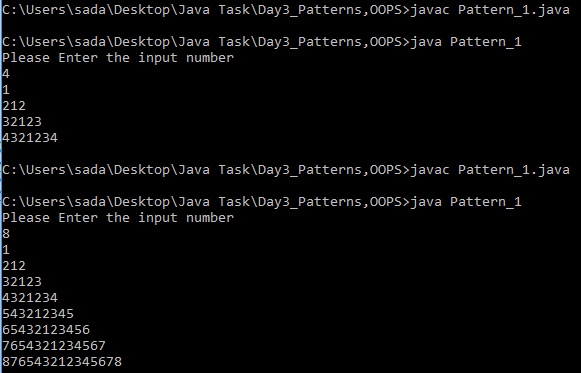 C:\Users\sada\Desktop\Java Task\Day3_Patterns,OOPS>javac Pattern_1.java
C:\Users\sada\Desktop\Java Task\Day3_Patterns,OOPS>java Pattern_1
Please Enter the input number
4
1
212
32123
4321234
C:\Users\sada\Desktop\Java Task\Day3_Patterns,OOPS>javac Pattern_1.java
C:\Users\sada\Desktop\Java Task\Day3_Patterns,OOPS>java Pattern_1
Please Enter the input number
8
1
212
32123
4321234
543212345
65432123456
7654321234567
876543212345678